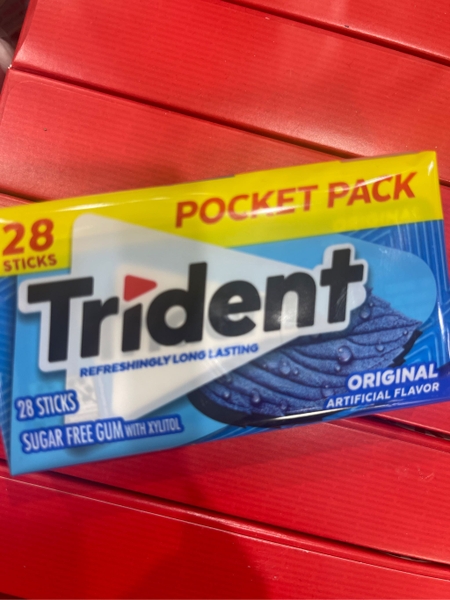 POCKET PACK
28
STICKS
Trident
REFRESHINGLY LONG LASTING
28 STICKS
SUGAR FREE GUM WITH XYLITOL
ORIGINAL
ARTIFICIAL FLAVOR